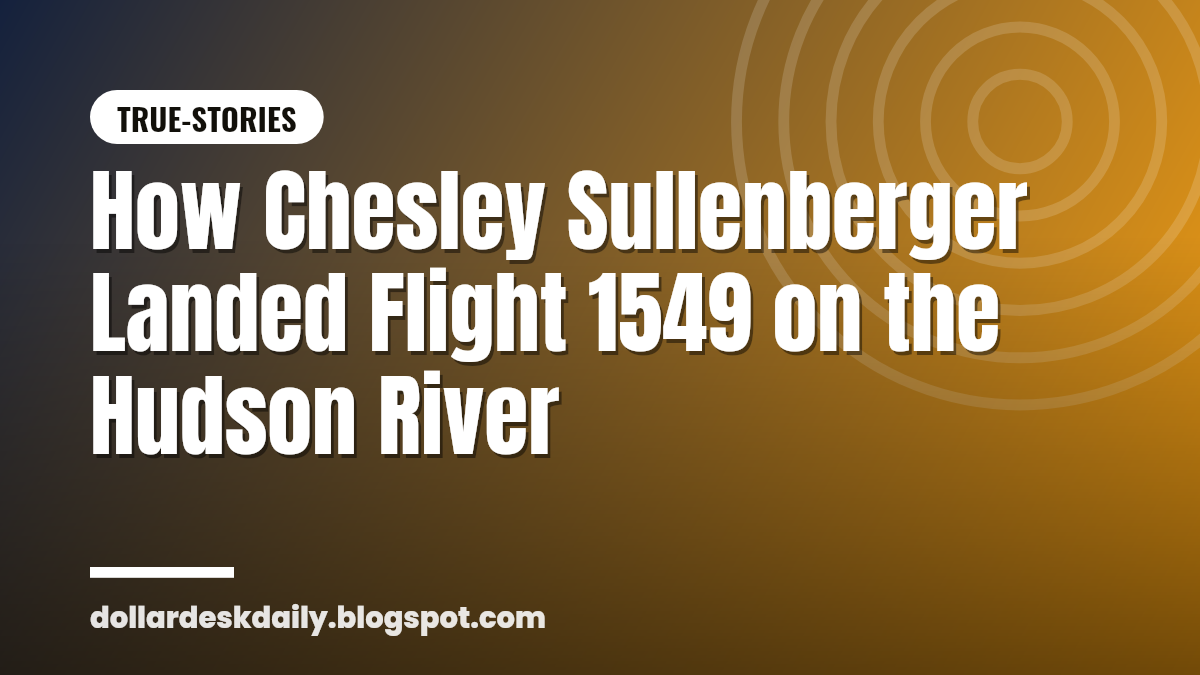 TRUE-STORIES
How Chesley Sullenberger
Landed Flight 1549 on the
Hudson River
dollardeskdaily.blogspot.com